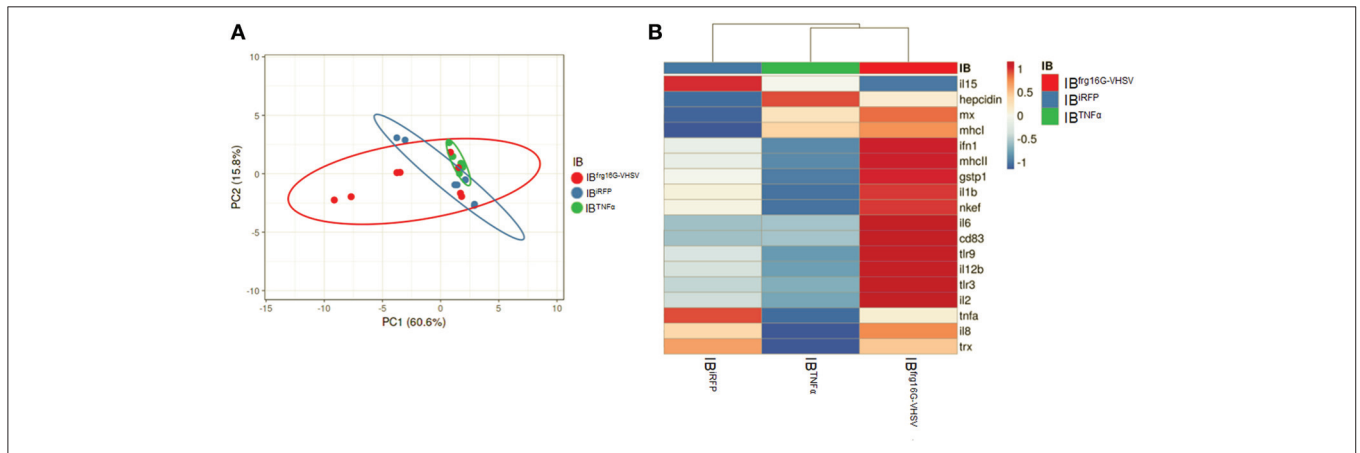 A
10
5
0
-5
-10
PC2 (15.8%)
-15
-10
-5
0
5
10
PC1 (60.6%)
IB
IBfrg16G-VHSV
IBiRFP
IBTNFα
B
IB
il15
hepcidin
mx
mhcI
ifn1
mhcII
gstp1
il1b
nkef
il6
cd83
tlr9
il12b
tlr3
il2
tnfa
il8
trx
1
0.5
0
-0.5
-1
IB
IBfrg16G-VHSV
IBiRFP
IBTNFα
IBiRFP
IBTNFα
IBfrg16G-VHSV